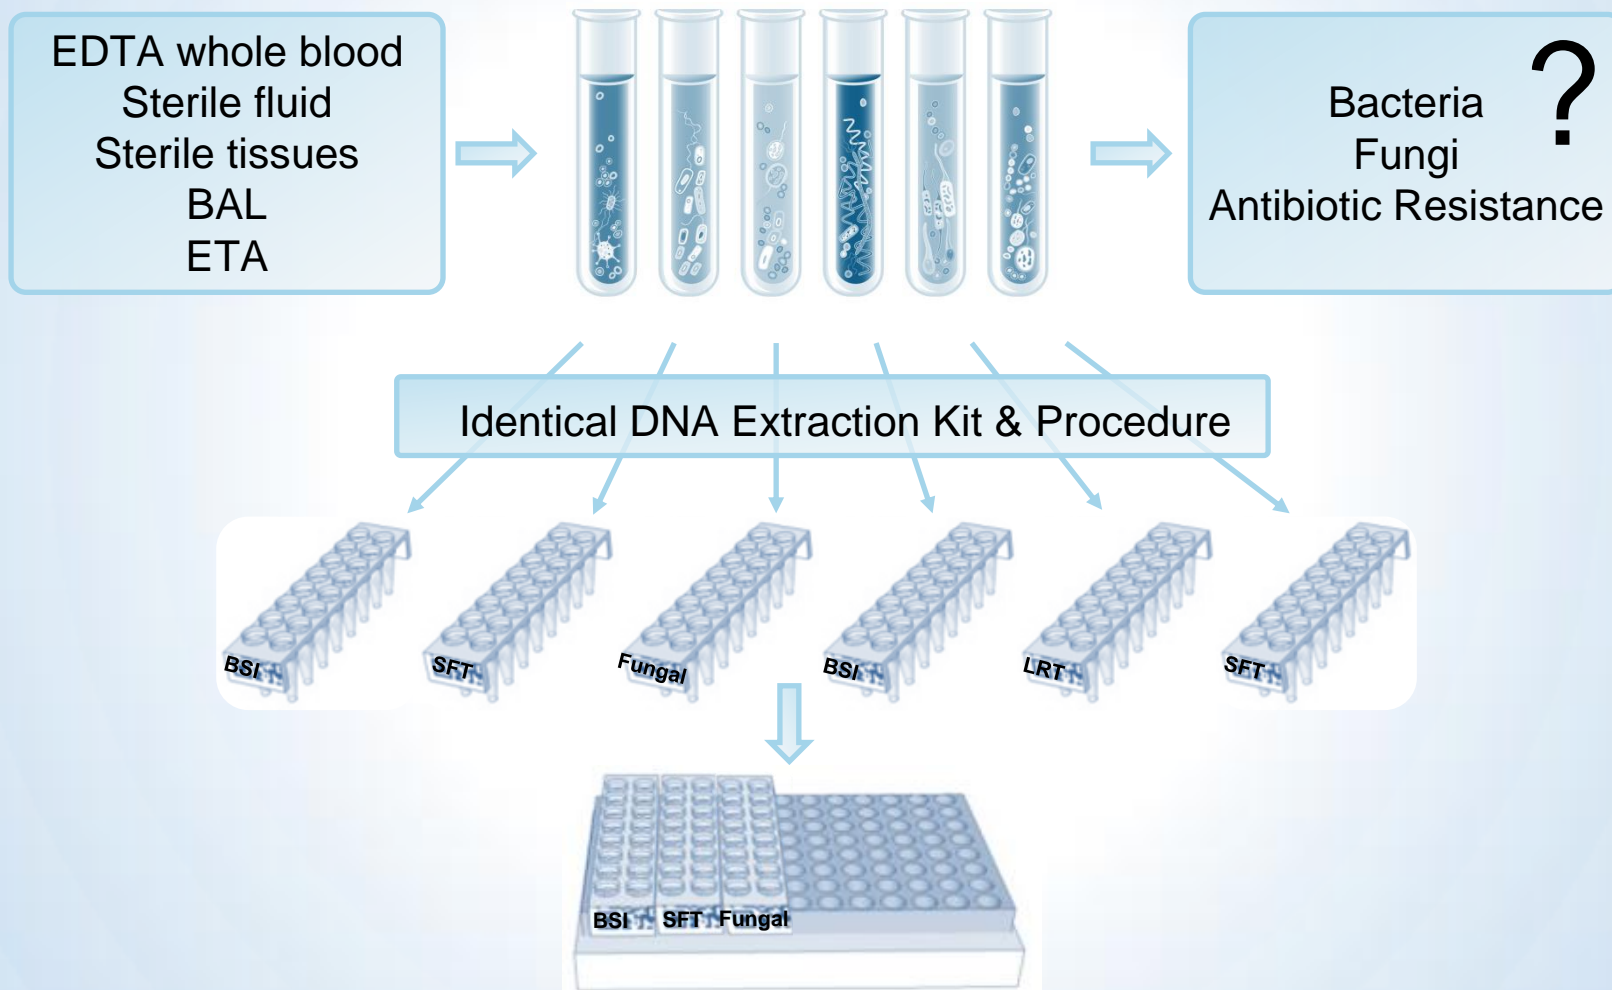 EDTA whole blood
Sterile fluid
Sterile tissues
BAL
ETA
?
Bacteria
Fungi
Antibiotic Resistance
Identical DNA Extraction Kit & Procedure
BSI
SFT
Fungal
BSI
LRT
SFT
BSI
SFT
Fungal